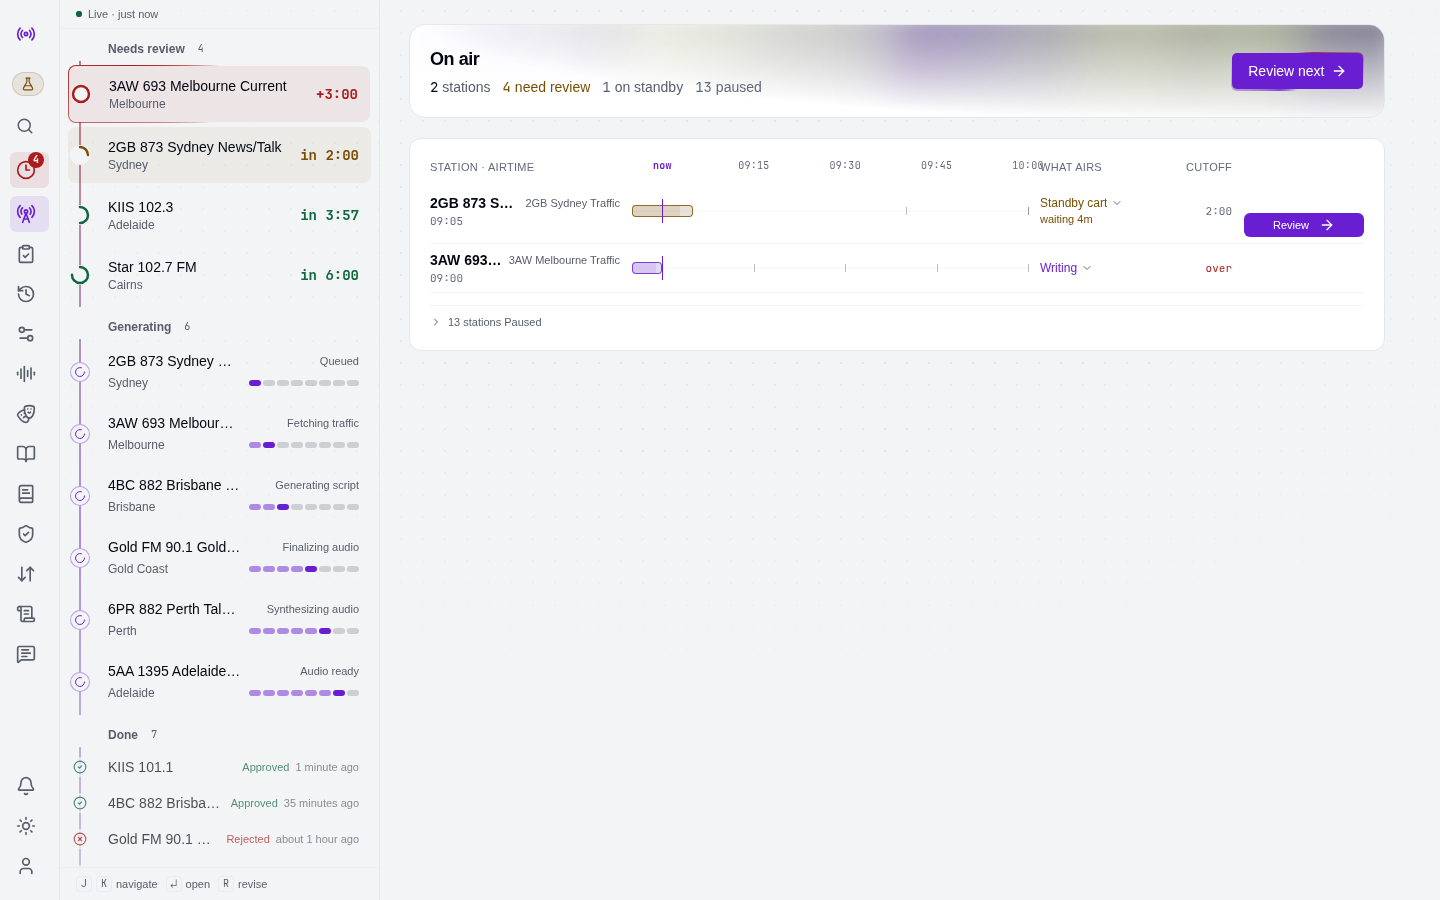 Live · just now
Needs review 4
4
3AW 693 Melbourne Current
Melbourne
+3:00
2GB 873 Sydney News/Talk
Sydney
in 2:00
KIIS 102.3
Adelaide
in 3:57
Star 102.7 FM
Cairns
in 6:00
Generating 6
2GB 873 Sydney …
Queued
Sydney
3AW 693 Melbour…
Fetching traffic
Melbourne
4BC 882 Brisbane …
Generating script
Brisbane
Gold FM 90.1 Gold…
Finalizing audio
Gold Coast
6PR 882 Perth Tal…
Synthesizing audio
Perth
5AA 1395 Adelaide…
Audio ready
Adelaide
Done 7
KIIS 101.1
Approved 1 minute ago
4BC 882 Brisba…
Approved 35 minutes ago
Gold FM 90.1 …
Rejected about 1 hour ago
J K navigate ↵ open R revise
On air
2 stations 4 need review 1 on standby 13 paused
Review next →
STATION · AIRTIME now 09:15 09:30 09:45 10:00 WHAT AIRS CUTOFF
2GB 873 S… 2GB Sydney Traffic
09:05
Standby cart
waiting 4m
2:00
Review →
3AW 693… 3AW Melbourne Traffic
09:00
Writing
over
13 stations Paused